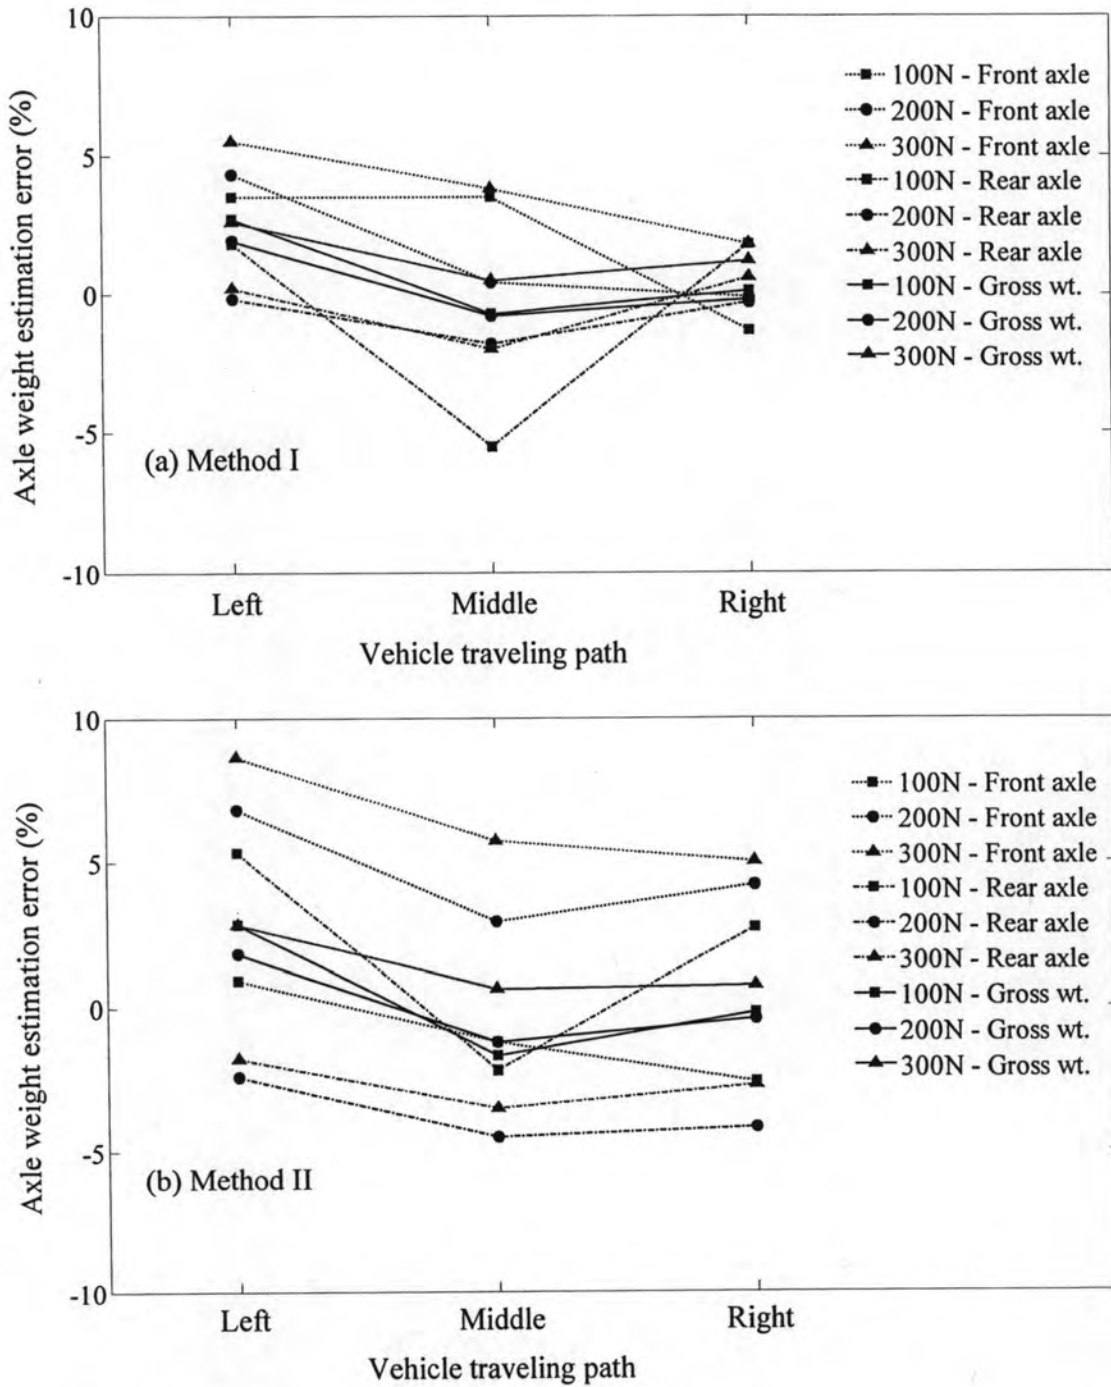 10
5
0
-5
-10
Axle weight estimation error (%)
100N - Front axle
200N - Front axle
300N - Front axle
100N - Rear axle
200N - Rear axle
300N - Rear axle
100N - Gross wt.
200N - Gross wt.
300N - Gross wt.
(a) Method I
Left Middle Right
Vehicle traveling path
10
5
0
-5
-10
Axle weight estimation error (%)
100N - Front axle
200N - Front axle
300N - Front axle
100N - Rear axle
200N - Rear axle
300N - Rear axle
100N - Gross wt.
200N - Gross wt.
300N - Gross wt.
(b) Method II
Left Middle Right
Vehicle traveling path